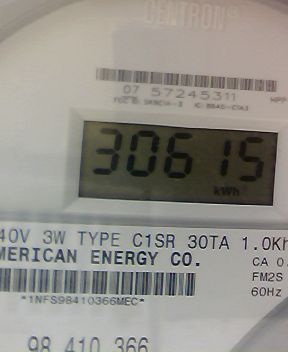 CENTRON®
07 57245311
30615
kWh
40V 3W TYPE C1SR 30TA 1.0Kh
MERICAN ENERGY CO.
CA 0.
FM2S
60Hz
*1NFS98410366MEC*
98 410 366